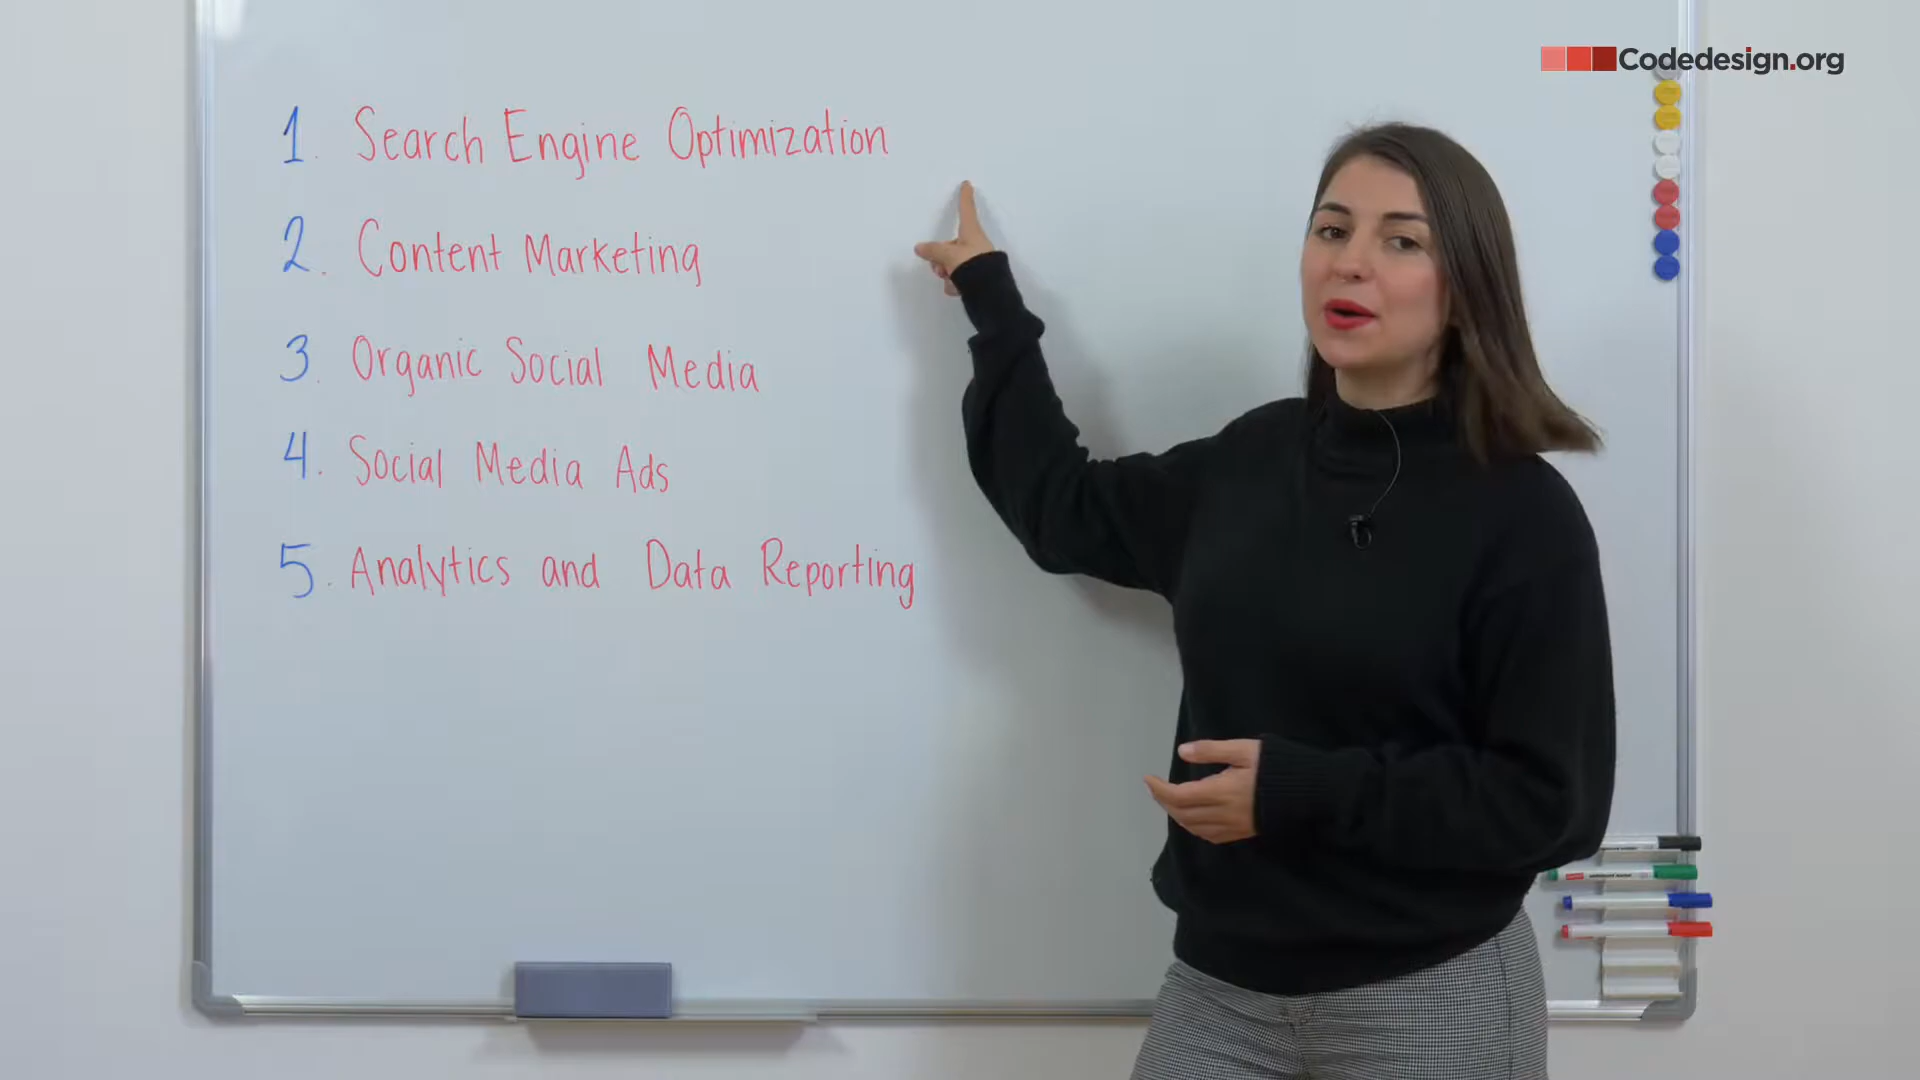 Codedesign.org
1. Search Engine Optimization
2. Content Marketing
3. Organic Social Media
4. Social Media Ads
5. Analytics and Data Reporting